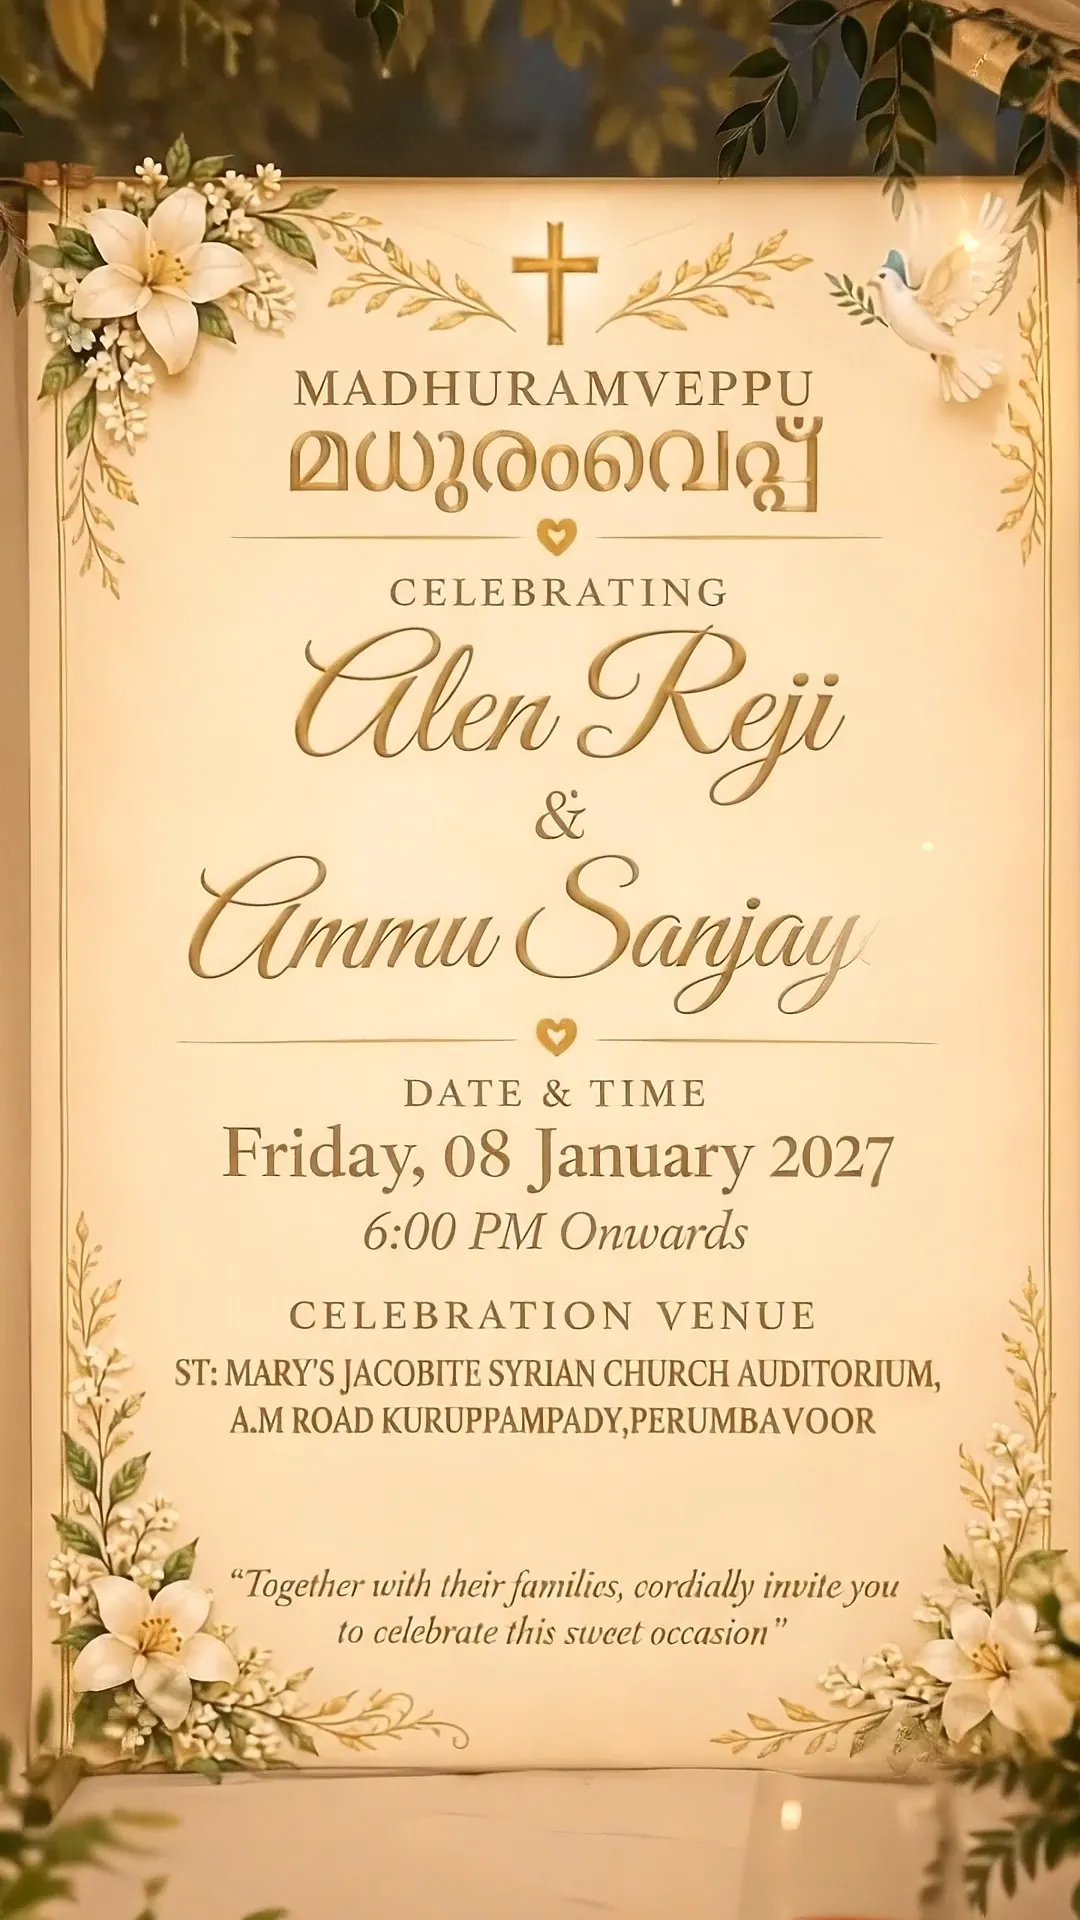 MADHURAMVEPPU
മധുരംവെപ്പ്
CELEBRATING
Alen Reji
&
Ammu Sanjay
DATE & TIME
Friday, 08 January 2027
6:00 PM Onwards
CELEBRATION VENUE
ST: MARY'S JACOBITE SYRIAN CHURCH AUDITORIUM,
A.M ROAD KURUPPAMPADY,PERUMBAVOOR
“Together with their families, cordially invite you
to celebrate this sweet occasion”